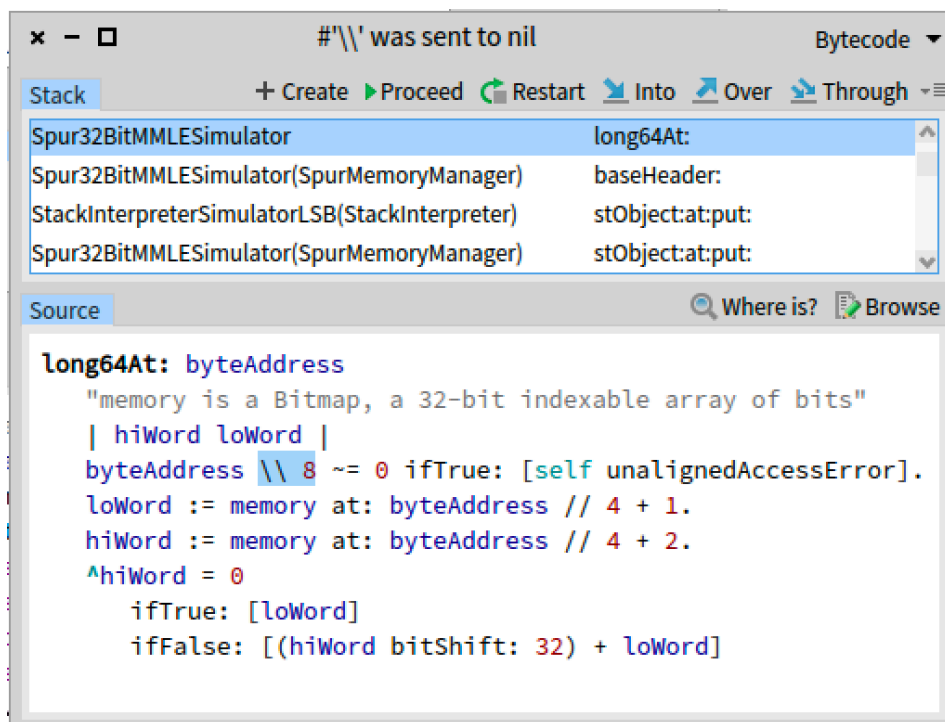 #'\\' was sent to nil Bytecode
Stack Create Proceed Restart Into Over Through
Spur32BitMMLESimulator long64At:
Spur32BitMMLESimulator(SpurMemoryManager) baseHeader:
StackInterpreterSimulatorLSB(StackInterpreter) stObject:at:put:
Spur32BitMMLESimulator(SpurMemoryManager) stObject:at:put:
Source Where is? Browse
long64At: byteAddress
"memory is a Bitmap, a 32-bit indexable array of bits"
| hiWord loWord |
byteAddress \\ 8 ~= 0 ifTrue: [self unalignedAccessError].
loWord := memory at: byteAddress // 4 + 1.
hiWord := memory at: byteAddress // 4 + 2.
^hiWord = 0
ifTrue: [loWord]
ifFalse: [(hiWord bitShift: 32) + loWord]